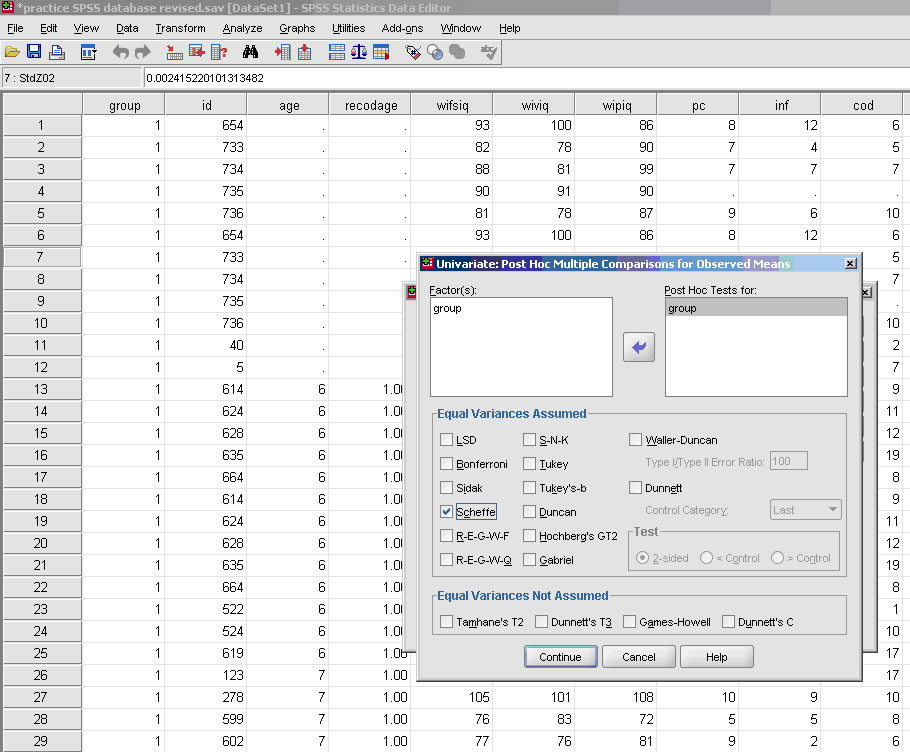 *practice SPSS database revised.sav [DataSet1] - SPSS Statistics Data Editor
File Edit View Data Transform Analyze Graphs Utilities Add-ons Window Help
7 : StdZ02 0.002415220101313482
group id age recodage wifsiq wiviq wipiq pc inf cod
1 1 654 . . 93 100 86 8 12 6
2 1 733 . . 82 78 90 7 4 5
3 1 734 . . 88 81 99 7 7 7
4 1 735 . . 90 91 90 . . .
5 1 736 . . 81 78 87 9 6 10
6 1 654 . . 93 100 86 8 12 6
7 1 733 . . 5
8 1 734 . 7
9 1 735 . .
10 1 736 . 10
11 1 40 . 2
12 1 5 . 7
13 1 614 6 1.00 9
14 1 624 6 1.00 11
15 1 628 6 1.00 12
16 1 635 6 1.00 19
17 1 664 6 1.00 8
18 1 614 6 1.00 9
19 1 624 6 1.00 11
20 1 628 6 1.00 12
21 1 635 6 1.00 19
22 1 664 6 1.00 8
23 1 522 6 1.00 1
24 1 524 6 1.00 10
25 1 619 6 1.00 17
26 1 123 7 1.00 17
27 1 278 7 1.00 105 101 108 10 9 10
28 1 599 7 1.00 76 83 72 5 5 8
29 1 602 7 1.00 77 76 81 9 2 6
Univariate: Post Hoc Multiple Comparisons for Observed Means
Factor(s):
group
Post Hoc Tests for:
group
Equal Variances Assumed
LSD S-N-K Waller-Duncan
Bonferroni Tukey Type I/Type II Error Ratio: 100
Sidak Tukey's-b Dunnett
Scheffe Duncan Control Category: Last
R-E-G-W-F Hochberg's GT2 Test
R-E-G-W-Q Gabriel 2-sided < Control > Control
Equal Variances Not Assumed
Tamhane's T2 Dunnett's T3 Games-Howell Dunnett's C
Continue Cancel Help